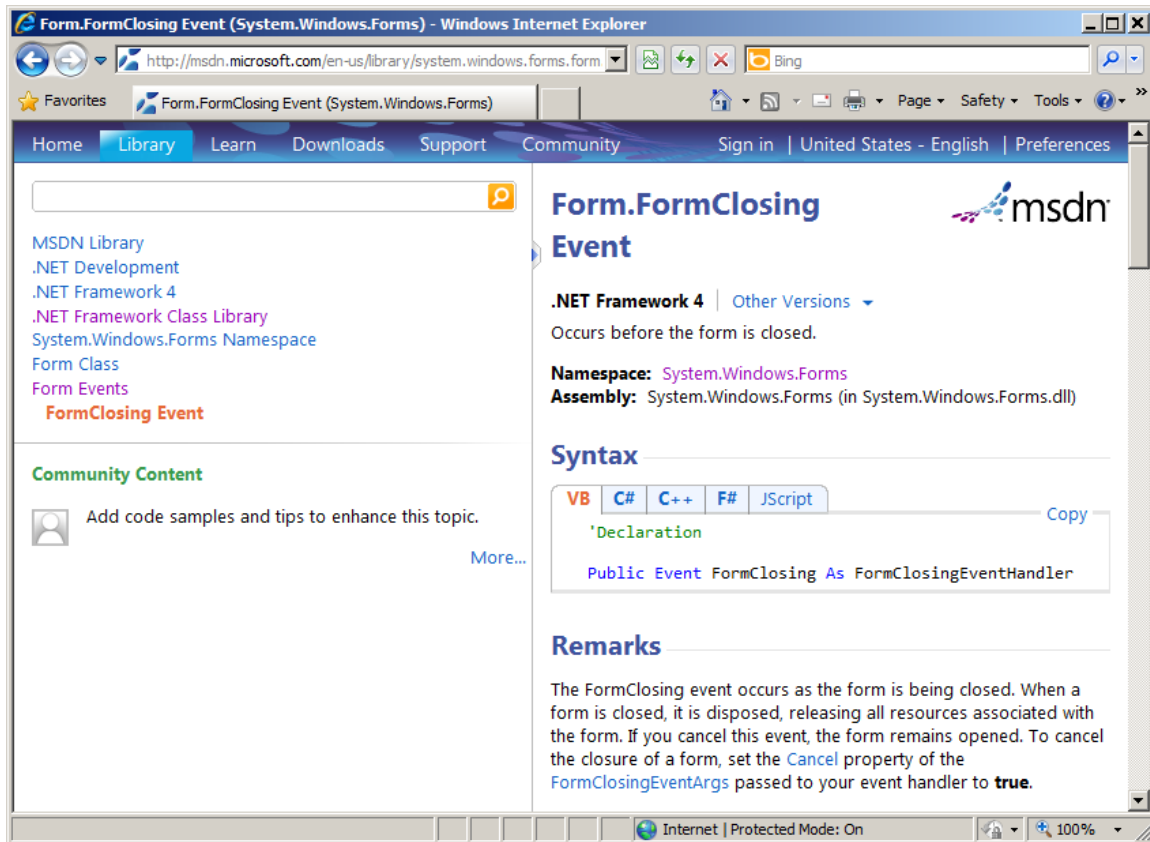 Form.FormClosing Event (System.Windows.Forms) - Windows Internet Explorer
http://msdn.microsoft.com/en-us/library/system.windows.forms.form
Bing
Favorites
Form.FormClosing Event (System.Windows.Forms)
Page
Safety
Tools
Home Library Learn Downloads Support Community Sign in | United States - English | Preferences
MSDN Library
.NET Development
.NET Framework 4
.NET Framework Class Library
System.Windows.Forms Namespace
Form Class
Form Events
FormClosing Event
Community Content
Add code samples and tips to enhance this topic.
More...
Form.FormClosing
Event
msdn
.NET Framework 4 | Other Versions
Occurs before the form is closed.
Namespace: System.Windows.Forms
Assembly: System.Windows.Forms (in System.Windows.Forms.dll)
Syntax
VB C# C++ F# JScript
Copy
'Declaration
Public Event FormClosing As FormClosingEventHandler
Remarks
The FormClosing event occurs as the form is being closed. When a
form is closed, it is disposed, releasing all resources associated with
the form. If you cancel this event, the form remains opened. To cancel
the closure of a form, set the Cancel property of the
FormClosingEventArgs passed to your event handler to true.
Internet | Protected Mode: On
100%